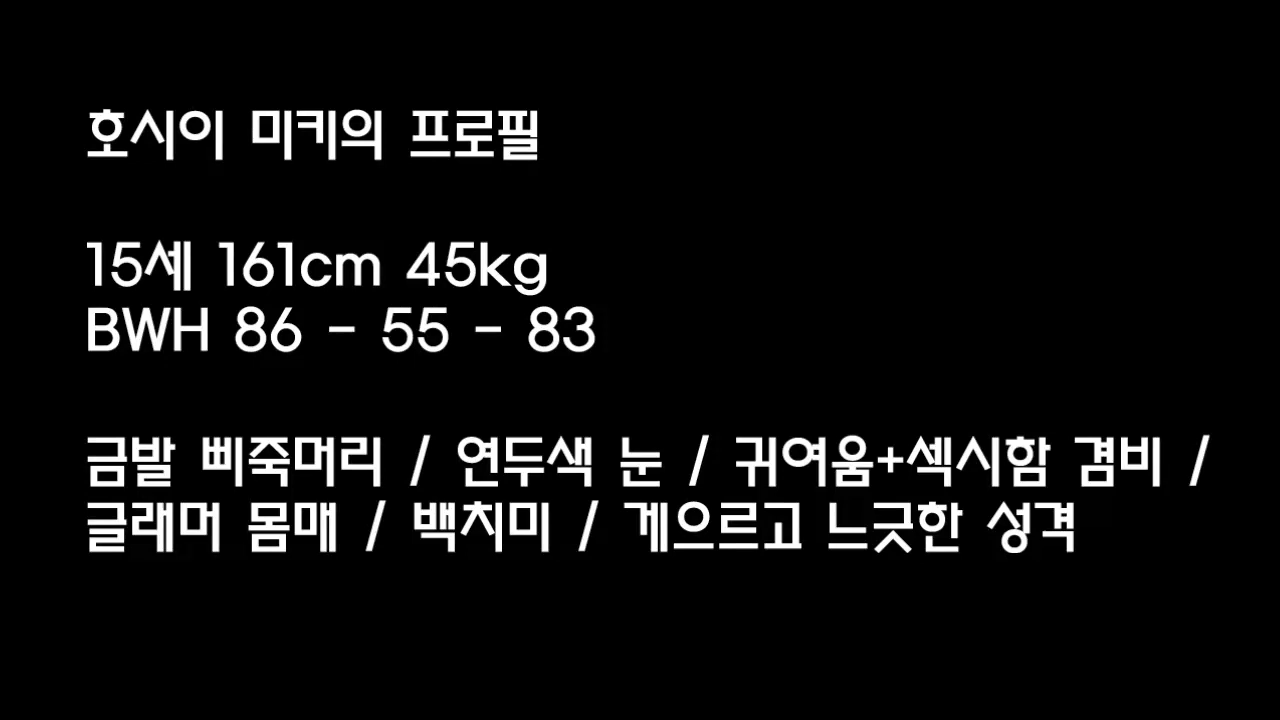 호시이 미키의 프로필
15세 161cm 45kg
BWH 86 - 55 - 83
금발 삐죽머리 / 연두색 눈 / 귀여움+섹시함 겸비 /
글래머 몸매 / 백치미 / 게으르고 느긋한 성격